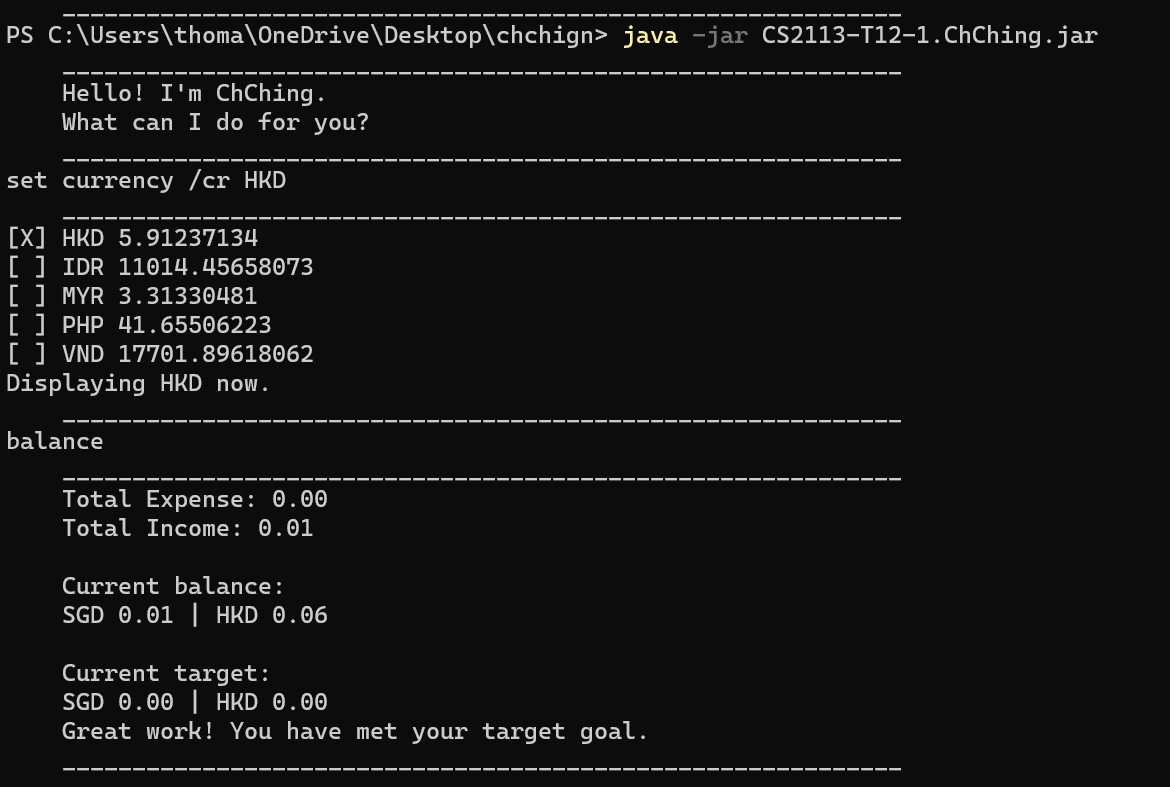 ____________________________________________________________
PS C:\Users\thoma\OneDrive\Desktop\chchign> java -jar CS2113-T12-1.ChChing.jar
____________________________________________________________
Hello! I'm ChChing.
What can I do for you?
____________________________________________________________
set currency /cr HKD
____________________________________________________________
[X] HKD 5.91237134
[ ] IDR 11014.45658073
[ ] MYR 3.31330481
[ ] PHP 41.65506223
[ ] VND 17701.89618062
Displaying HKD now.
____________________________________________________________
balance
____________________________________________________________
Total Expense: 0.00
Total Income: 0.01
Current balance:
SGD 0.01 | HKD 0.06
Current target:
SGD 0.00 | HKD 0.00
Great work! You have met your target goal.
____________________________________________________________